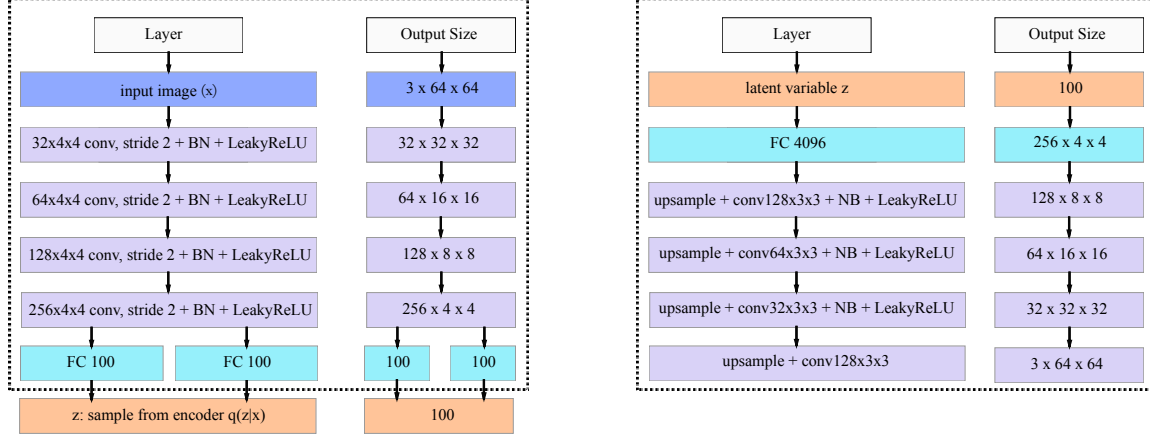 Layer
Output Size
input image (x)
3 x 64 x 64
32x4x4 conv, stride 2 + BN + LeakyReLU
32 x 32 x 32
64x4x4 conv, stride 2 + BN + LeakyReLU
64 x 16 x 16
128x4x4 conv, stride 2 + BN + LeakyReLU
128 x 8 x 8
256x4x4 conv, stride 2 + BN + LeakyReLU
256 x 4 x 4
FC 100
FC 100
100
100
z: sample from encoder q(z|x)
100
Layer
Output Size
latent variable z
100
FC 4096
256 x 4 x 4
upsample + conv128x3x3 + NB + LeakyReLU
128 x 8 x 8
upsample + conv64x3x3 + NB + LeakyReLU
64 x 16 x 16
upsample + conv32x3x3 + NB + LeakyReLU
32 x 32 x 32
upsample + conv128x3x3
3 x 64 x 64